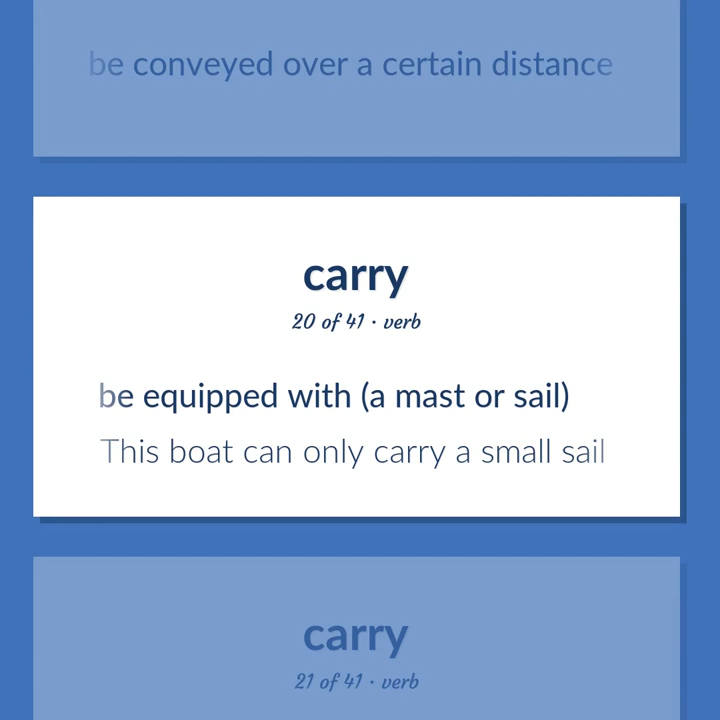 be conveyed over a certain distance
carry
20 of 41 · verb
be equipped with (a mast or sail)
This boat can only carry a small sail
carry
21 of 41 · verb